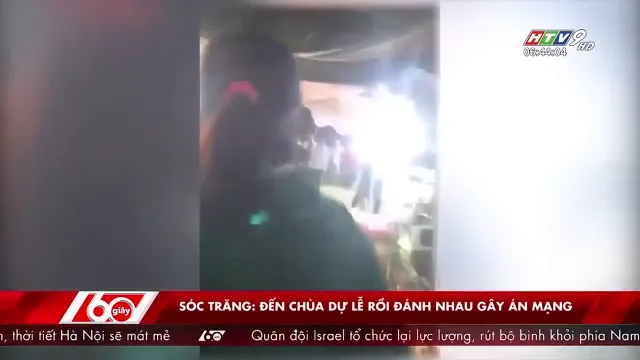 HTV9 HD
06:44:04
60 giây
SÓC TRĂNG: ĐẾN CHÙA DỰ LỄ RỒI ĐÁNH NHAU GÂY ÁN MẠNG
n, thời tiết Hà Nội sẽ mát mẻ 60 Quân đội Israel tổ chức lại lực lượng, rút bộ binh khỏi phía Nam